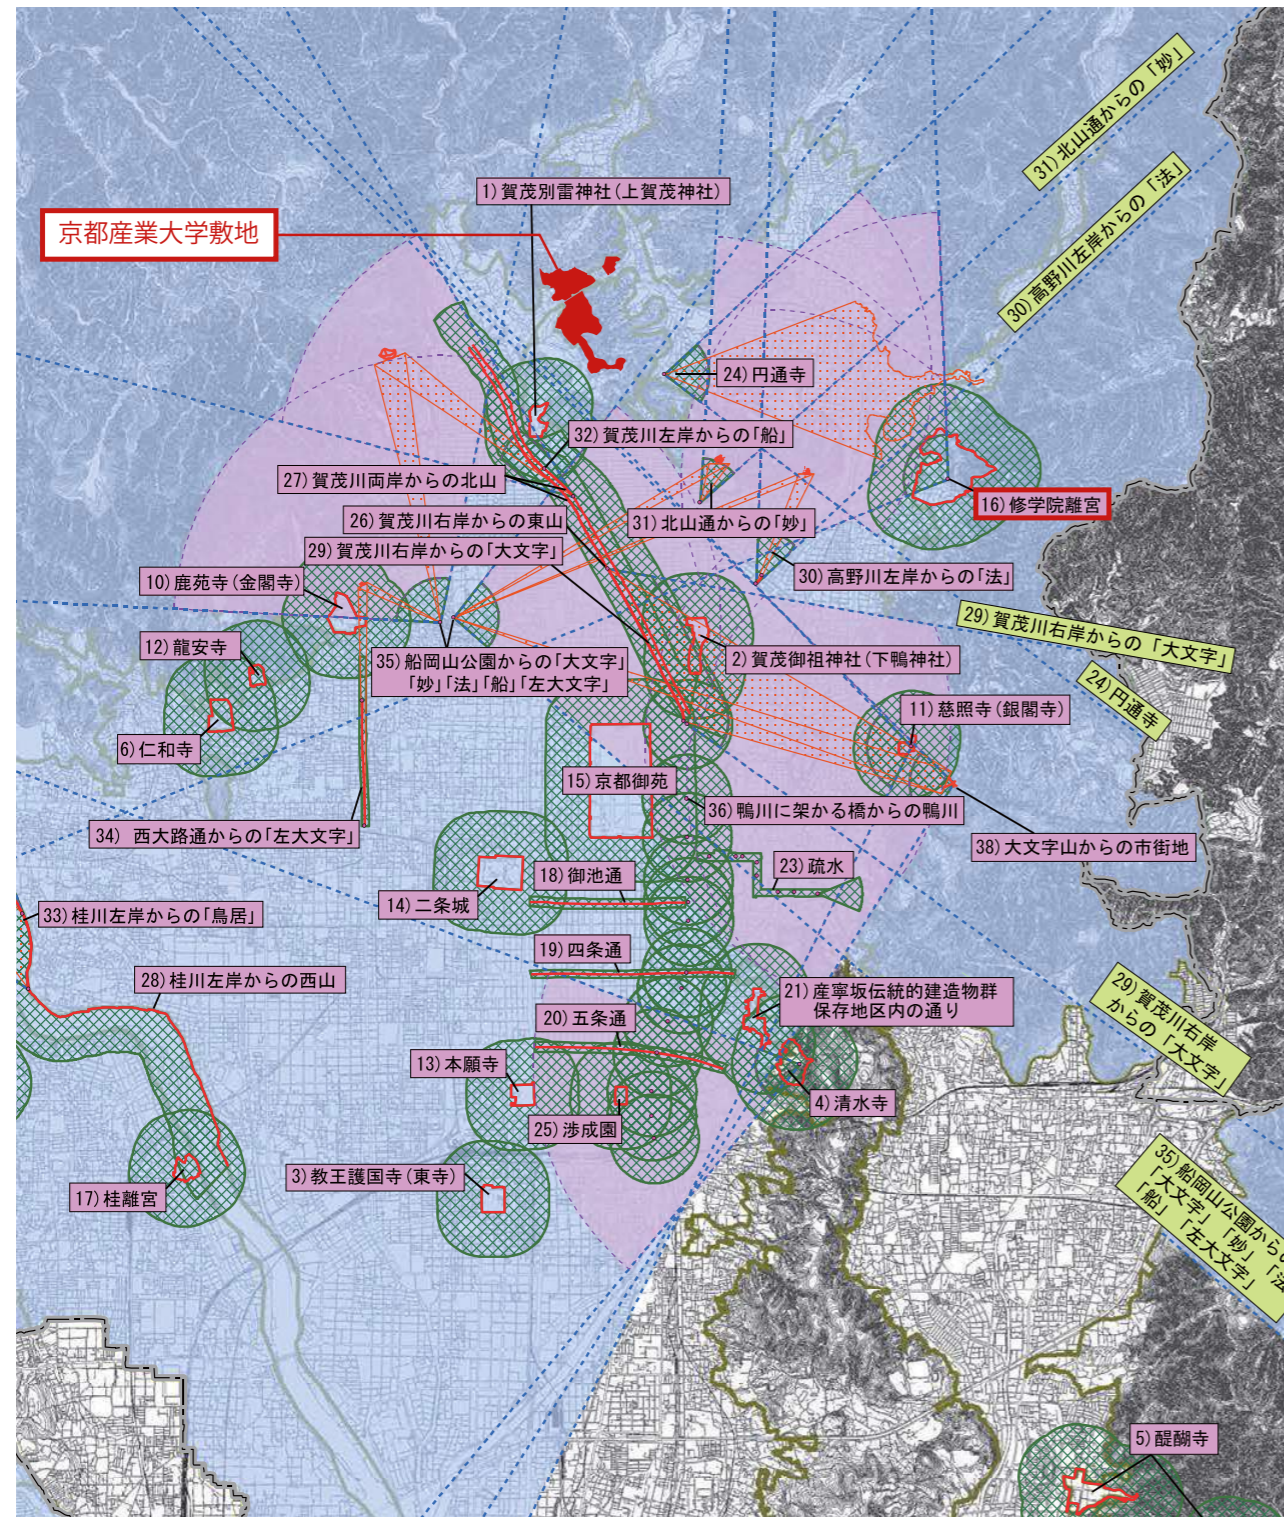 31)北山通からの「妙」
30)高野川左岸からの「法」
1)賀茂別雷神社(上賀茂神社)
京都産業大学敷地
24)円通寺
32)賀茂川左岸からの「船」
27)賀茂川両岸からの北山
16)修学院離宮
26)賀茂川右岸からの東山
31)北山通からの「妙」
29)賀茂川右岸からの「大文字」
30)高野川左岸からの「法」
10)鹿苑寺(金閣寺)
29)賀茂川右岸からの「大文字」
12)龍安寺
35)船岡山公園からの「大文字」
「妙」「法」「船」「左大文字」
2)賀茂御祖神社(下鴨神社)
24)円通寺
11)慈照寺(銀閣寺)
6)仁和寺
15)京都御苑
36)鴨川に架かる橋からの鴨川
34) 西大路通からの「左大文字」
38)大文字山からの市街地
23)疏水
18)御池通
14)二条城
33)桂川左岸からの「鳥居」
19)四条通
28)桂川左岸からの西山
21)産寧坂伝統的建造物群
保存地区内の通り
29)賀茂川右岸
からの「大文字」
20)五条通
13)本願寺
4)清水寺
25)渉成園
3)教王護国寺(東寺)
17)桂離宮
35)船岡山公園からの
「大文字」「妙」「法
「船」「左大文字」
5)醍醐寺